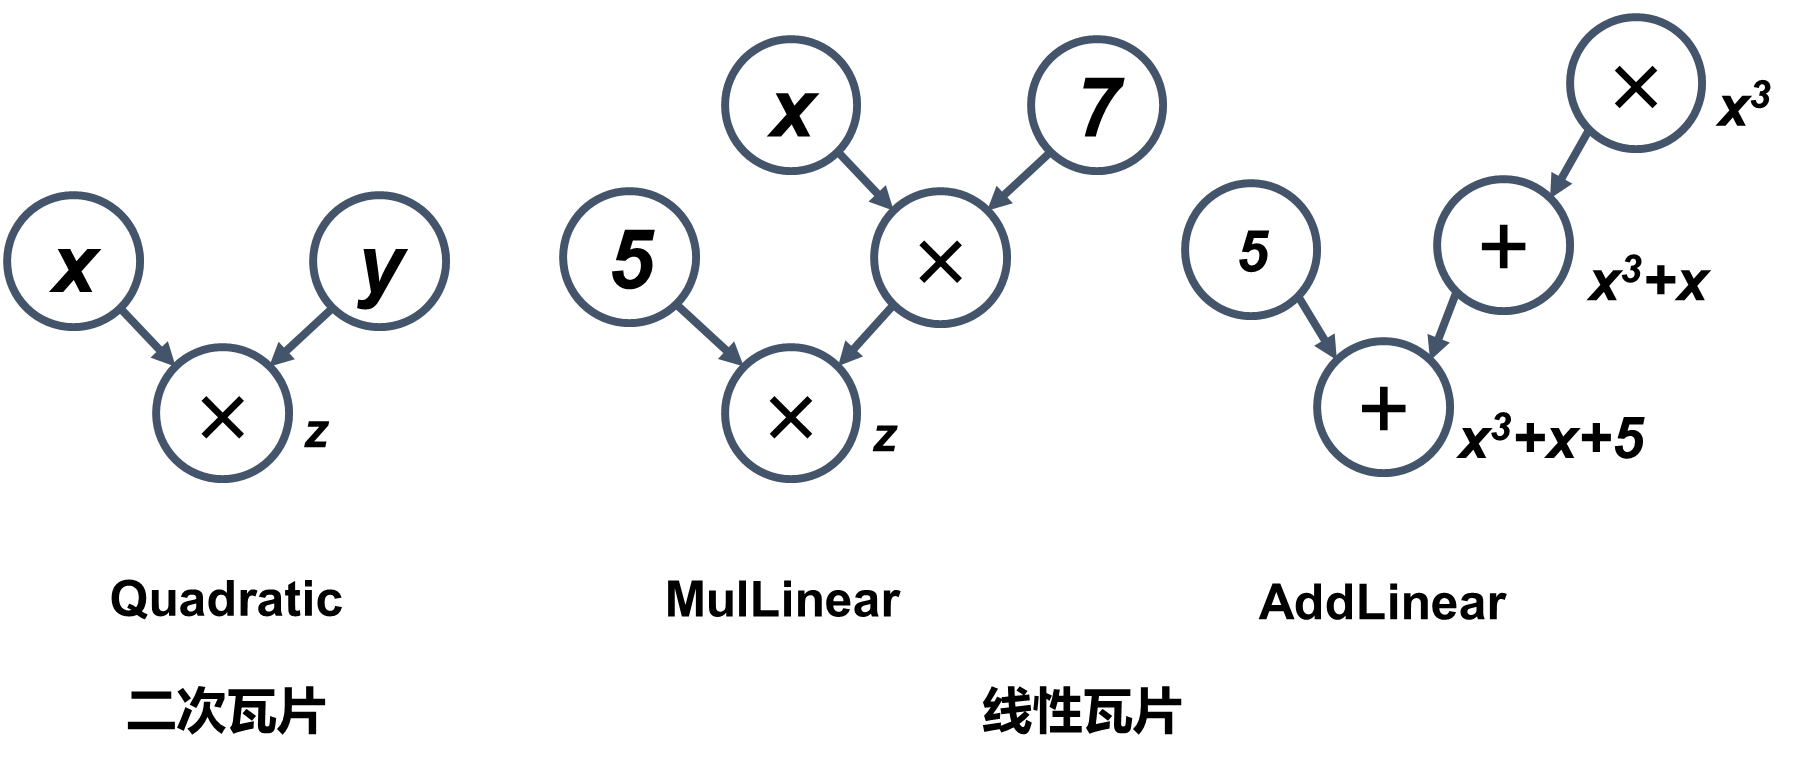 x y
×
z
Quadratic
二次瓦片
x 7
5 ×
×
z
MulLinear
×
x³
5 +
x³+x
+
x³+x+5
AddLinear
线性瓦片